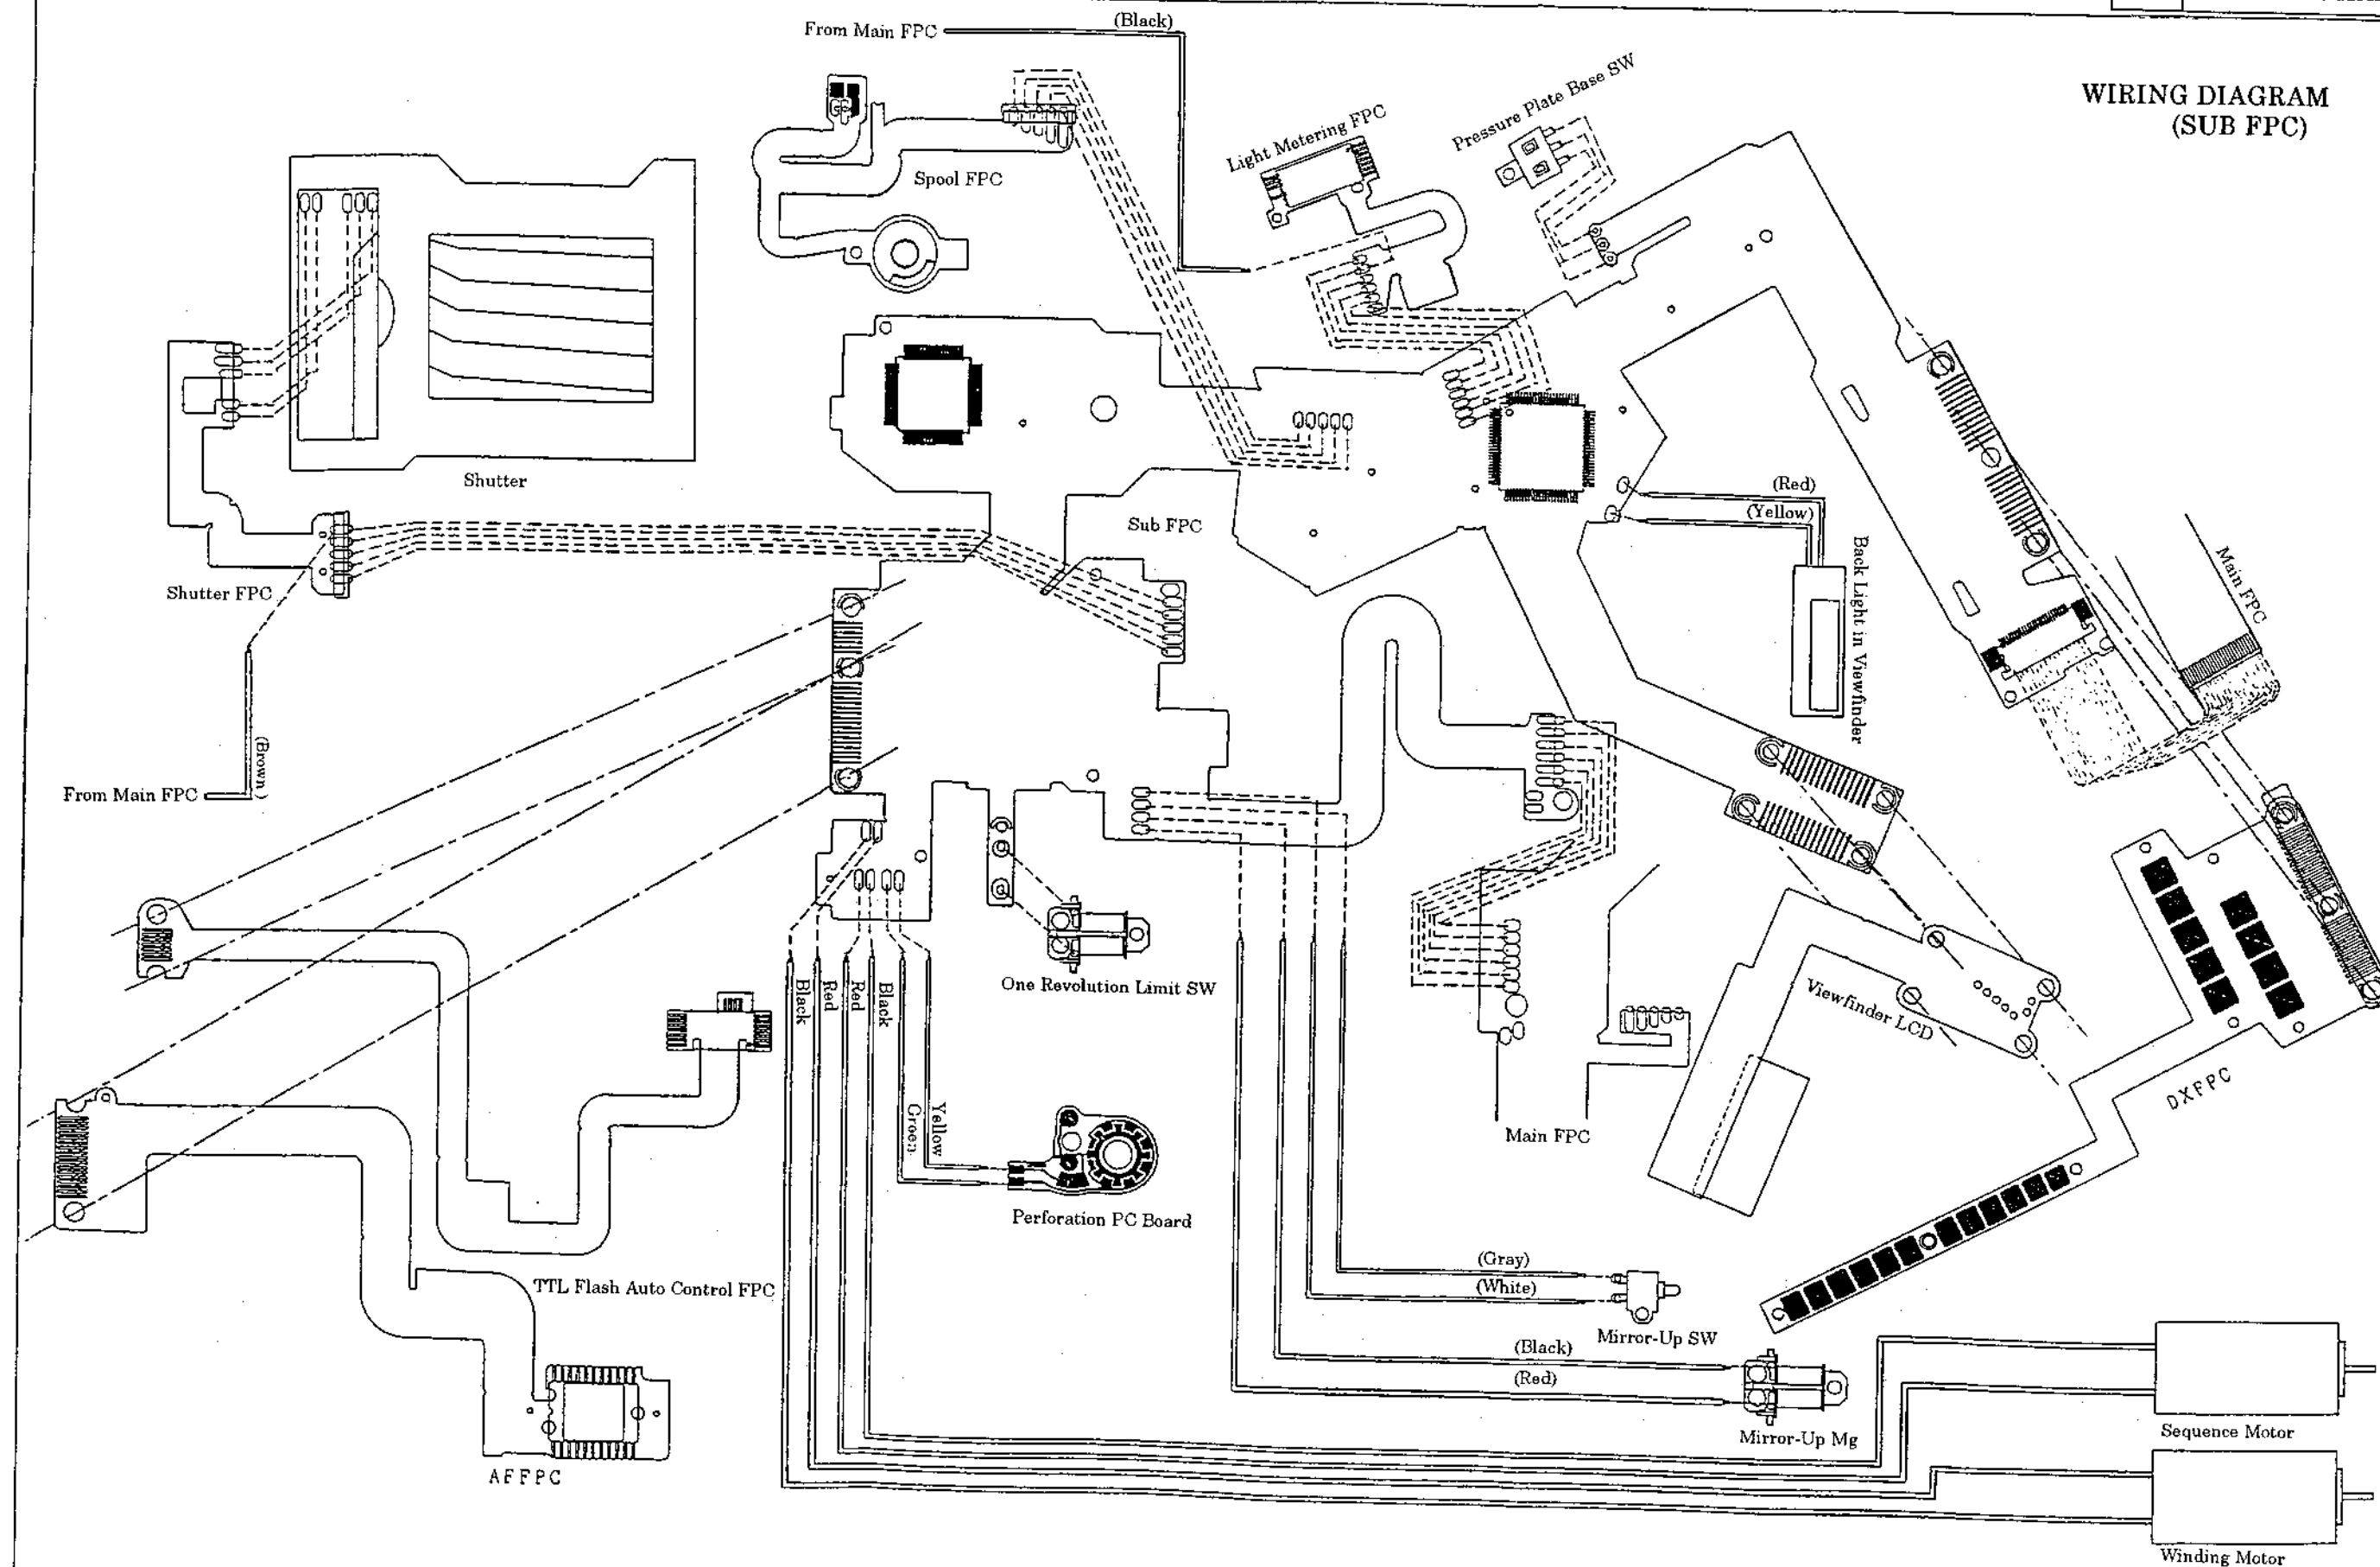 (Black)
From Main FPC
WIRING DIAGRAM
(SUB FPC)
Pressure Plate Base SW
Light Metering FPC
Spool FPC
Shutter
(Red)
(Yellow)
Sub FPC
Back Light in Viewfinder
Main FPC
Shutter FPC
(Brown)
From Main FPC
One Revolution Limit SW
Black
Red
Red
Black
Viewfinder LCD
DXFPC
Green
Yellow
Main FPC
Perforation PC Board
(Gray)
(White)
TTL Flash Auto Control FPC
Mirror-Up SW
(Black)
(Red)
Mirror-Up Mg
Sequence Motor
AFFPC
Winding Motor